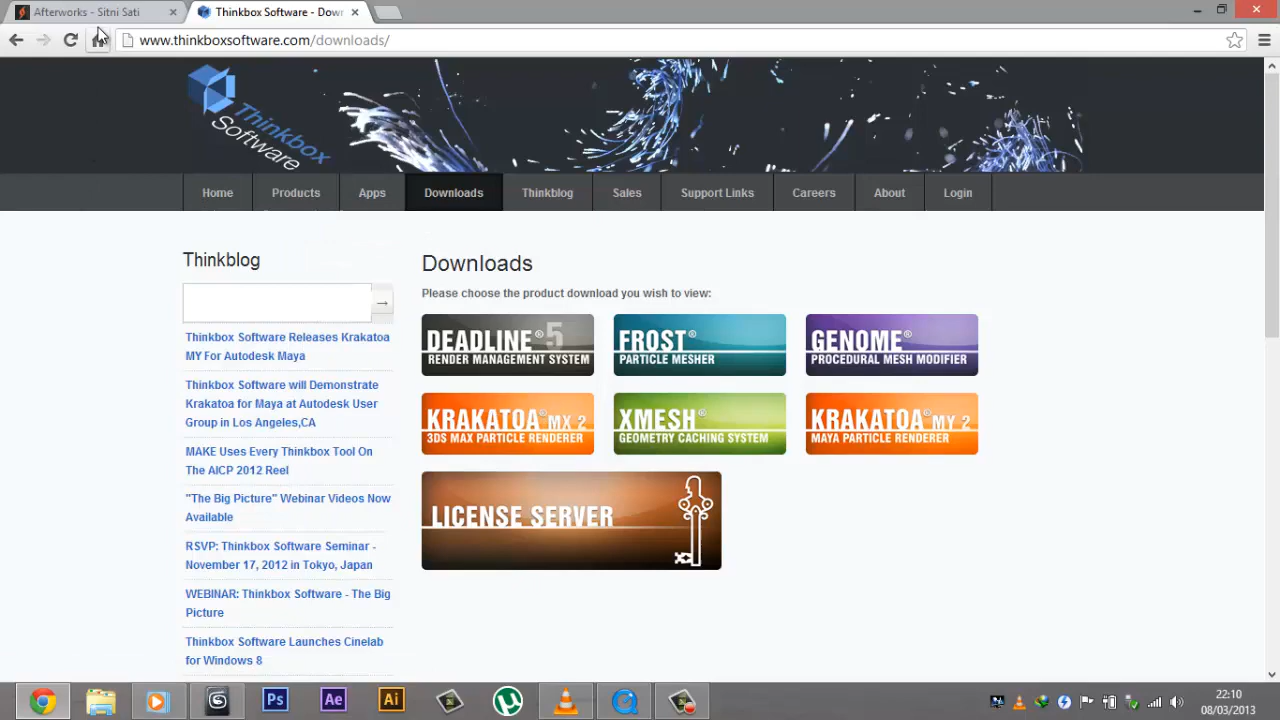 Afterworks - Sitni Sati
Thinkbox Software - Dow
www.thinkboxsoftware.com/downloads/
Thinkbox
Software
Home Products Apps Downloads Thinkblog Sales Support Links Careers About Login
Thinkblog
→
Thinkbox Software Releases Krakatoa
MY For Autodesk Maya
Thinkbox Software will Demonstrate
Krakatoa for Maya at Autodesk User
Group in Los Angeles,CA
MAKE Uses Every Thinkbox Tool On
The AICP 2012 Reel
"The Big Picture" Webinar Videos Now
Available
RSVP: Thinkbox Software Seminar -
November 17, 2012 in Tokyo, Japan
WEBINAR: Thinkbox Software - The Big
Picture
Thinkbox Software Launches Cinelab
for Windows 8
Downloads
Please choose the product download you wish to view:
DEADLINE® 5
RENDER MANAGEMENT SYSTEM
FROST®
PARTICLE MESHER
GENOME®
PROCEDURAL MESH MODIFIER
KRAKATOA® MX 2
3DS MAX PARTICLE RENDERER
XMESH®
GEOMETRY CACHING SYSTEM
KRAKATOA® MY 2
MAYA PARTICLE RENDERER
LICENSE SERVER
Ps
Ae
Ai
22:10
08/03/2013